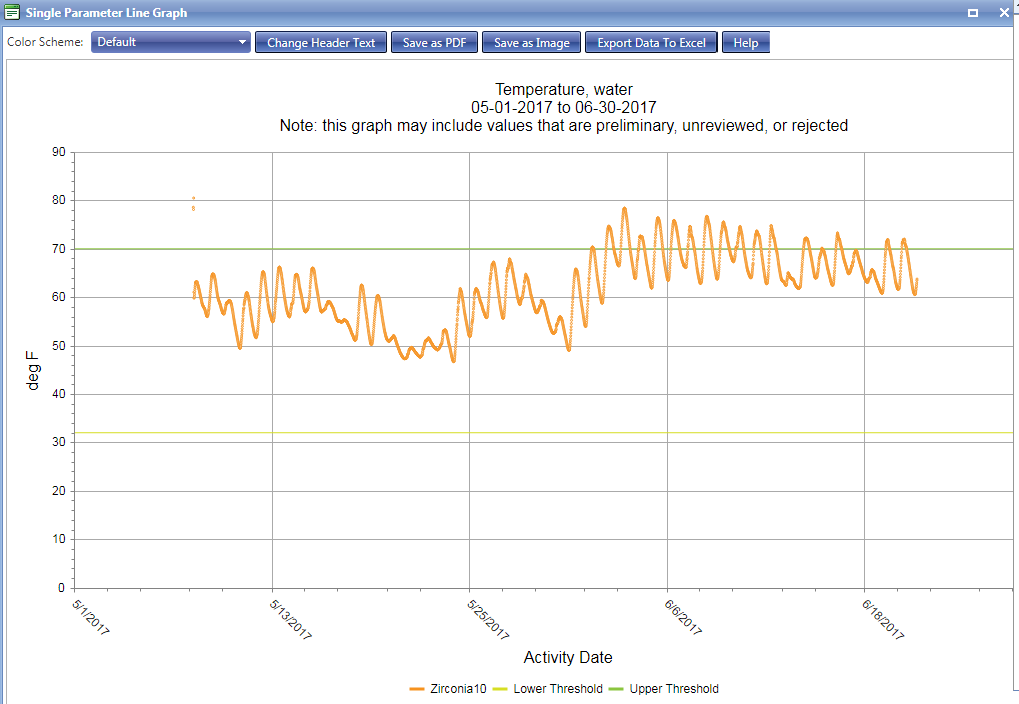 Single Parameter Line Graph
Color Scheme: Default Change Header Text Save as PDF Save as Image Export Data To Excel Help
Temperature, water
05-01-2017 to 06-30-2017
Note: this graph may include values that are preliminary, unreviewed, or rejected
90
80
70
60
50
40
30
20
10
0
deg F
5/1/2017 5/13/2017 5/25/2017 6/6/2017 6/18/2017
Activity Date
Zirconia10 Lower Threshold Upper Threshold